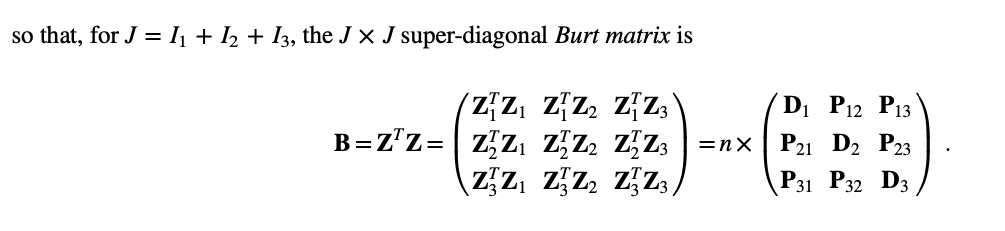 so that, for J = I₁ + I₂ + I₃, the J × J super-diagonal Burt matrix is
B = ZᵀZ = ( Z₁ᵀZ₁ Z₁ᵀZ₂ Z₁ᵀZ₃ ; Z₂ᵀZ₁ Z₂ᵀZ₂ Z₂ᵀZ₃ ; Z₃ᵀZ₁ Z₃ᵀZ₂ Z₃ᵀZ₃ ) = n × ( D₁ P₁₂ P₁₃ ; P₂₁ D₂ P₂₃ ; P₃₁ P₃₂ D₃ ) .